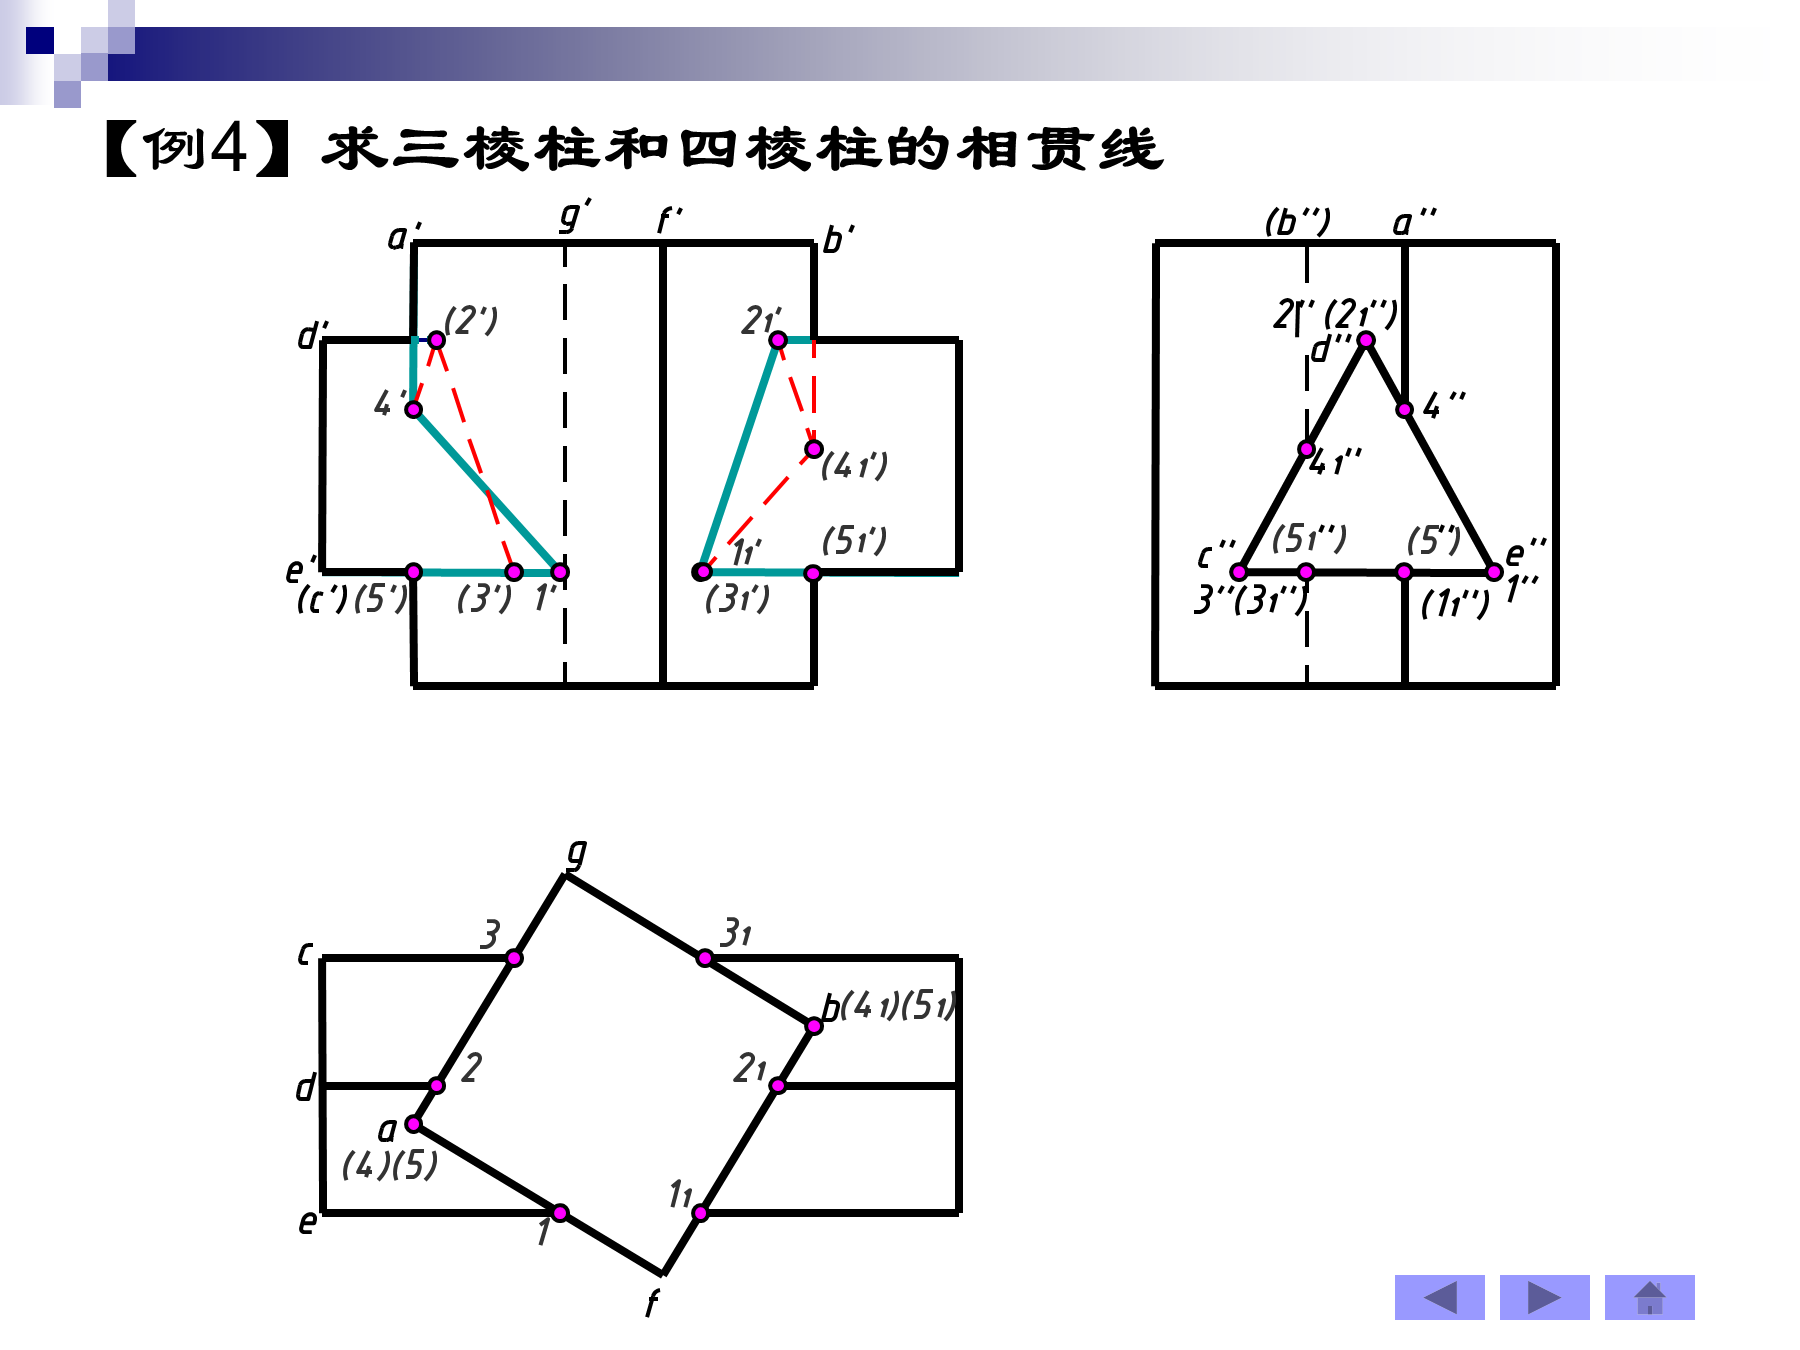 【例4】求三棱柱和四棱柱的相贯线
a' g' f' b' (b'') a''
d' (2') 21' 2'' (21'')
d''
4' (41') 4'' 41''
e' 11' (51') c'' (51'') (5'') e''
(c') (5') (3') 1' (31') 3'' (31'') (11'') 1''
g
c 3 31
b (41) (51)
d 2 21
a
(4) (5)
e 1 11
f